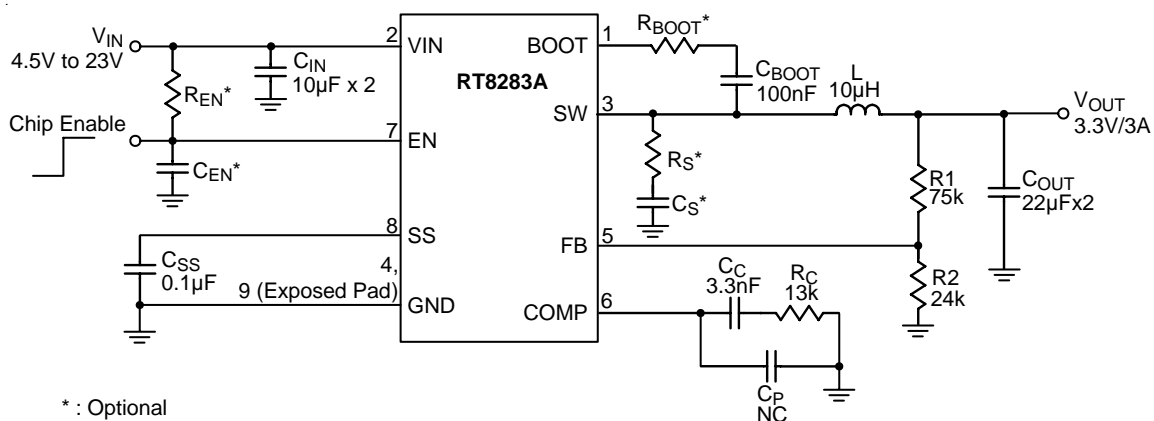 VIN
4.5V to 23V
REN*
CIN
10µF x 2
Chip Enable
CEN*
CSS
0.1µF
2
VIN
7
EN
8
SS
4,
9 (Exposed Pad)
GND
RT8283A
BOOT
1
SW
3
FB
5
COMP
6
RBOOT*
CBOOT
100nF
L
10µH
VOUT
3.3V/3A
RS*
CS*
R1
75k
COUT
22µFx2
R2
24k
CC
3.3nF
RC
13k
CP
NC
* : Optional